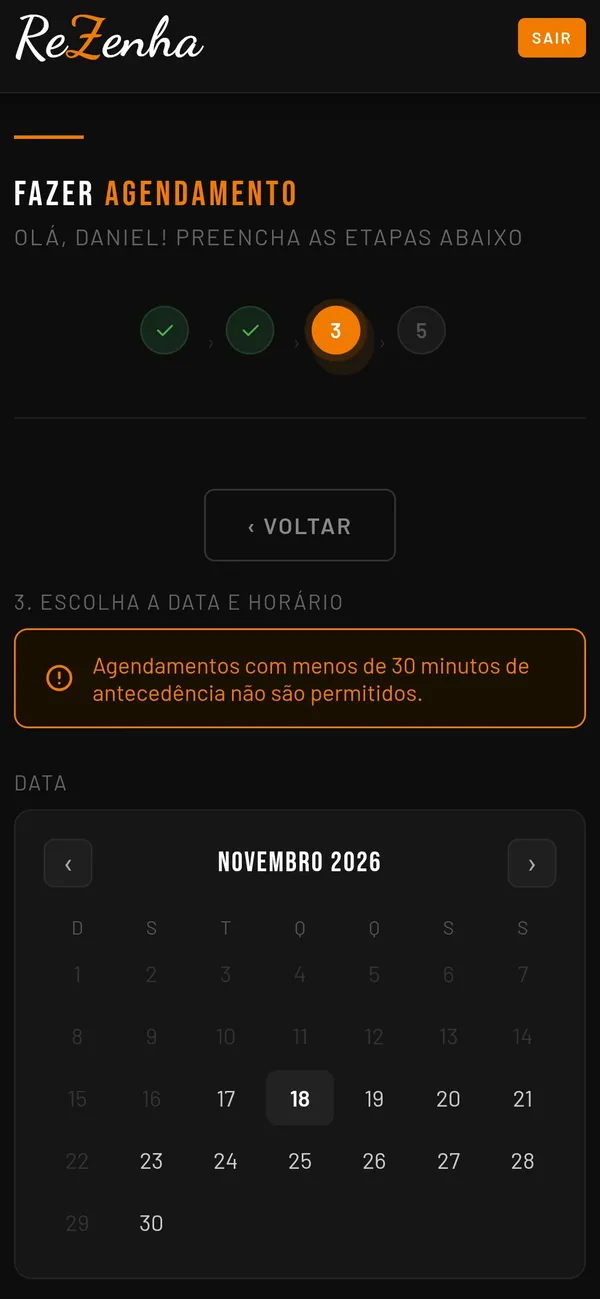 ReZenha
SAIR
FAZER AGENDAMENTO
OLÁ, DANIEL! PREENCHA AS ETAPAS ABAIXO
› › 3 › 5
‹ VOLTAR
3. ESCOLHA A DATA E HORÁRIO
Agendamentos com menos de 30 minutos de
antecedência não são permitidos.
DATA
‹ NOVEMBRO 2026 ›
D S T Q Q S S
1 2 3 4 5 6 7
8 9 10 11 12 13 14
15 16 17 18 19 20 21
22 23 24 25 26 27 28
29 30